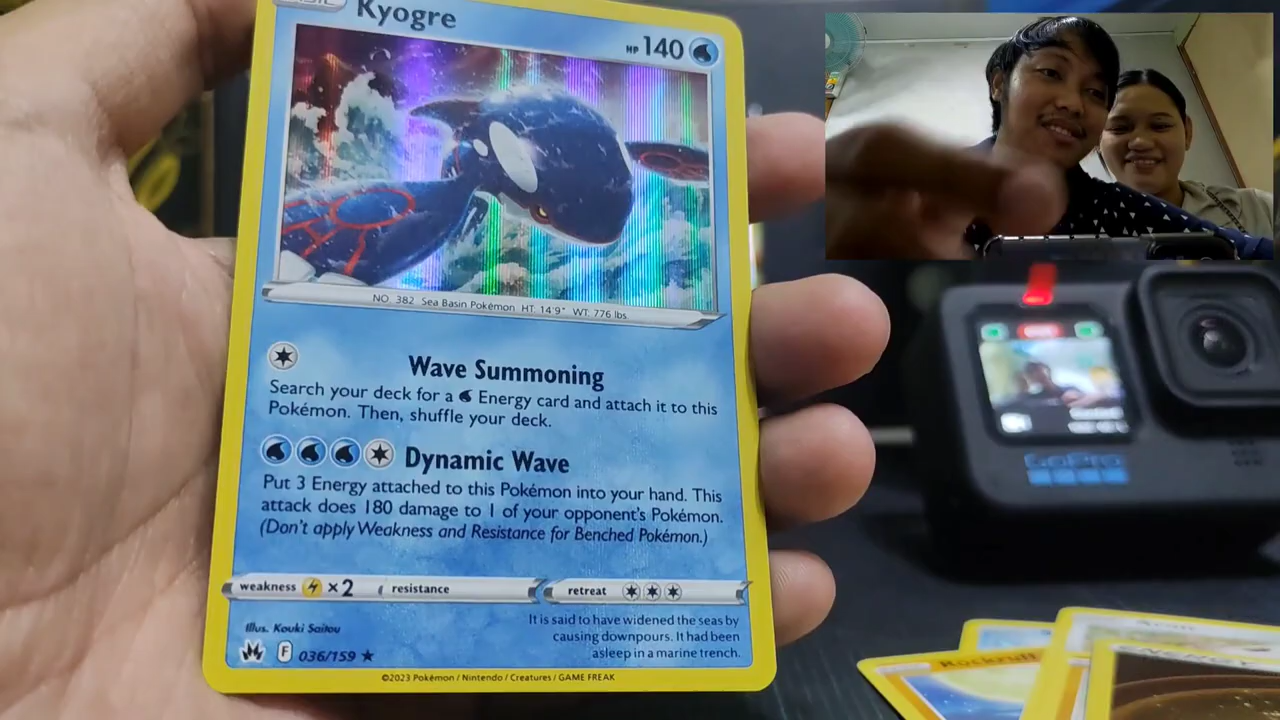 Kyogre
HP 140
NO. 382 Sea Basin Pokémon HT: 14'9" WT: 776 lbs.
Wave Summoning
Search your deck for a Energy card and attach it to this
Pokémon. Then, shuffle your deck.
Dynamic Wave
Put 3 Energy attached to this Pokémon into your hand. This
attack does 180 damage to 1 of your opponent's Pokémon.
(Don't apply Weakness and Resistance for Benched Pokémon.)
weakness ×2 resistance retreat
Illus. Kouki Saitou
F 036/159 ★
It is said to have widened the seas by
causing downpours. It had been
asleep in a marine trench.
©2023 Pokémon / Nintendo / Creatures / GAME FREAK
GoPro
Rockruff
ENERGY